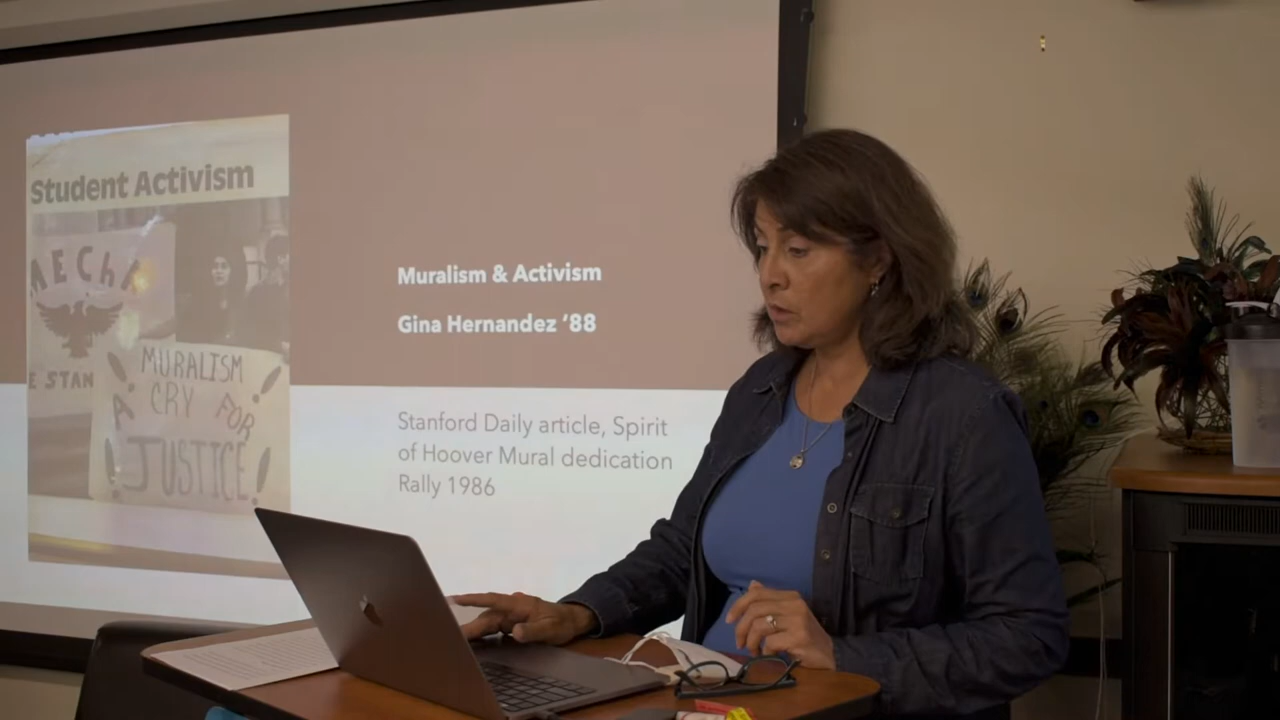 Student Activism
MECHA
E STAN
MURALISM
A CRY FOR
JUSTICE
Muralism & Activism
Gina Hernandez ‘88
Stanford Daily article, Spirit
of Hoover Mural dedication
Rally 1986